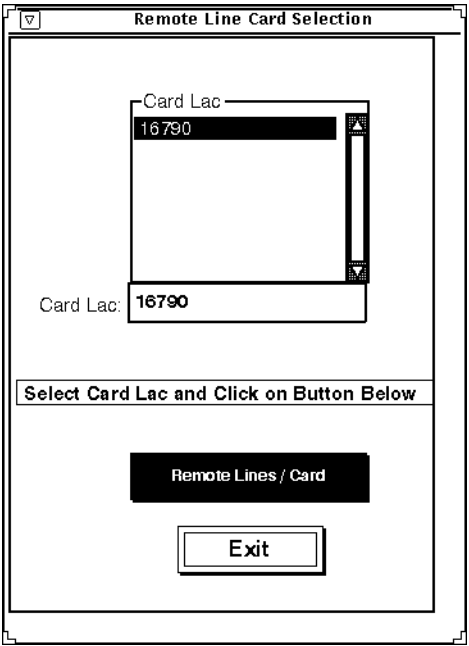 Remote Line Card Selection
Card Lac
16790
Card Lac: 16790
Select Card Lac and Click on Button Below
Remote Lines / Card
Exit